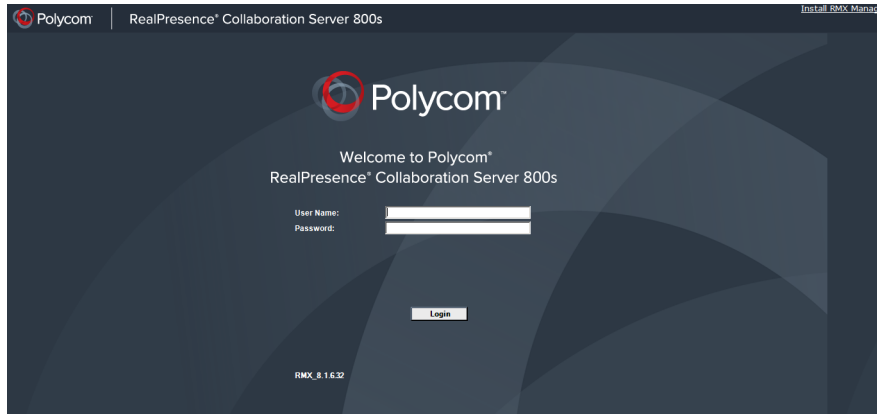 Polycom
RealPresence® Collaboration Server 800s
Install RMX Manag
Polycom™
Welcome to Polycom®
RealPresence® Collaboration Server 800s
User Name:
Password:
Login
RMX_8.1.6.32